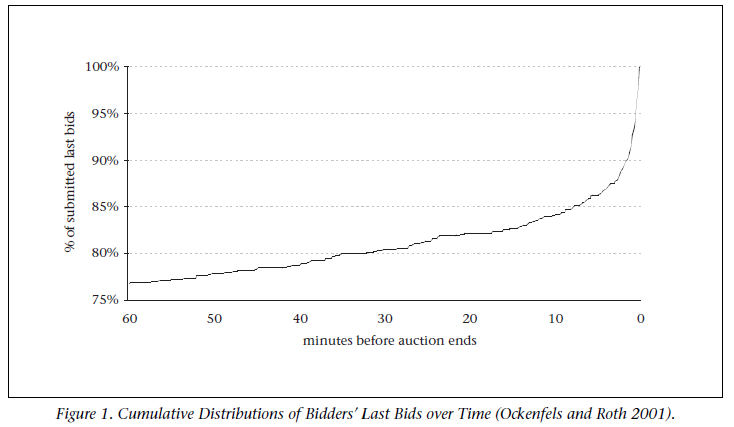 100%
95%
90%
85%
80%
75%
% of submitted last bids
60 50 40 30 20 10 0
minutes before auction ends
Figure 1. Cumulative Distributions of Bidders' Last Bids over Time (Ockenfels and Roth 2001).